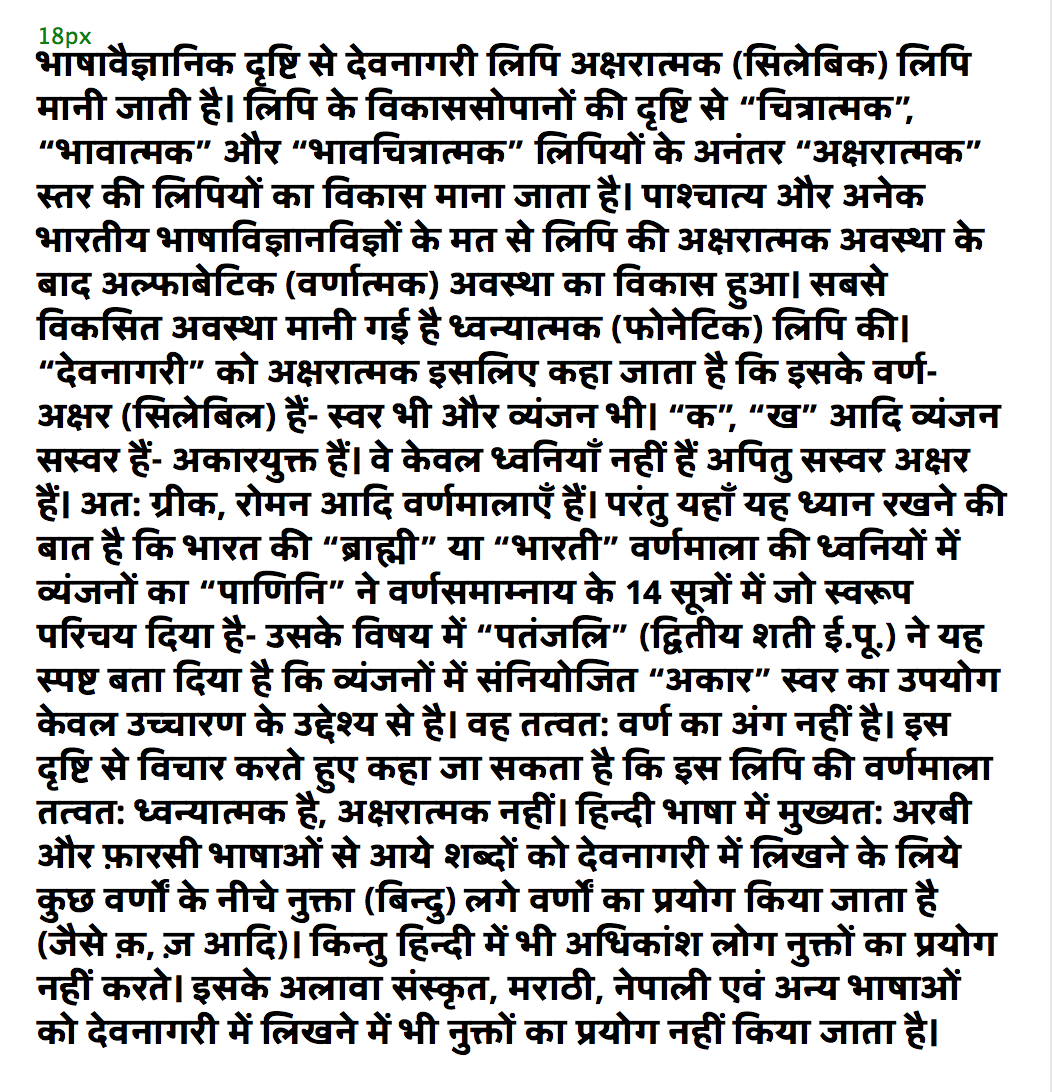 18px
भाषावैज्ञानिक दृष्टि से देवनागरी लिपि अक्षरात्मक (सिलेबिक) लिपि
मानी जाती है। लिपि के विकाससोपानों की दृष्टि से “चित्रात्मक”,
“भावात्मक” और “भावचित्रात्मक” लिपियों के अनंतर “अक्षरात्मक”
स्तर की लिपियों का विकास माना जाता है। पाश्चात्य और अनेक
भारतीय भाषाविज्ञानविज्ञों के मत से लिपि की अक्षरात्मक अवस्था के
बाद अल्फाबेटिक (वर्णात्मक) अवस्था का विकास हुआ। सबसे
विकसित अवस्था मानी गई है ध्वन्यात्मक (फोनेटिक) लिपि की।
“देवनागरी” को अक्षरात्मक इसलिए कहा जाता है कि इसके वर्ण-
अक्षर (सिलेबिल) हैं- स्वर भी और व्यंजन भी। “क”, “ख” आदि व्यंजन
सस्वर हैं- अकारयुक्त हैं। वे केवल ध्वनियाँ नहीं हैं अपितु सस्वर अक्षर
हैं। अत: ग्रीक, रोमन आदि वर्णमालाएँ हैं। परंतु यहाँ यह ध्यान रखने की
बात है कि भारत की “ब्राह्मी” या “भारती” वर्णमाला की ध्वनियों में
व्यंजनों का “पाणिनि” ने वर्णसमाम्नाय के 14 सूत्रों में जो स्वरूप
परिचय दिया है- उसके विषय में “पतंजलि” (द्वितीय शती ई.पू.) ने यह
स्पष्ट बता दिया है कि व्यंजनों में संनियोजित “अकार” स्वर का उपयोग
केवल उच्चारण के उद्देश्य से है। वह तत्वत: वर्ण का अंग नहीं है। इस
दृष्टि से विचार करते हुए कहा जा सकता है कि इस लिपि की वर्णमाला
तत्वत: ध्वन्यात्मक है, अक्षरात्मक नहीं। हिन्दी भाषा में मुख्यत: अरबी
और फ़ारसी भाषाओं से आये शब्दों को देवनागरी में लिखने के लिये
कुछ वर्णों के नीचे नुक्ता (बिन्दु) लगे वर्णों का प्रयोग किया जाता है
(जैसे क़, ज़ आदि)। किन्तु हिन्दी में भी अधिकांश लोग नुक्तों का प्रयोग
नहीं करते। इसके अलावा संस्कृत, मराठी, नेपाली एवं अन्य भाषाओं
को देवनागरी में लिखने में भी नुक्तों का प्रयोग नहीं किया जाता है।